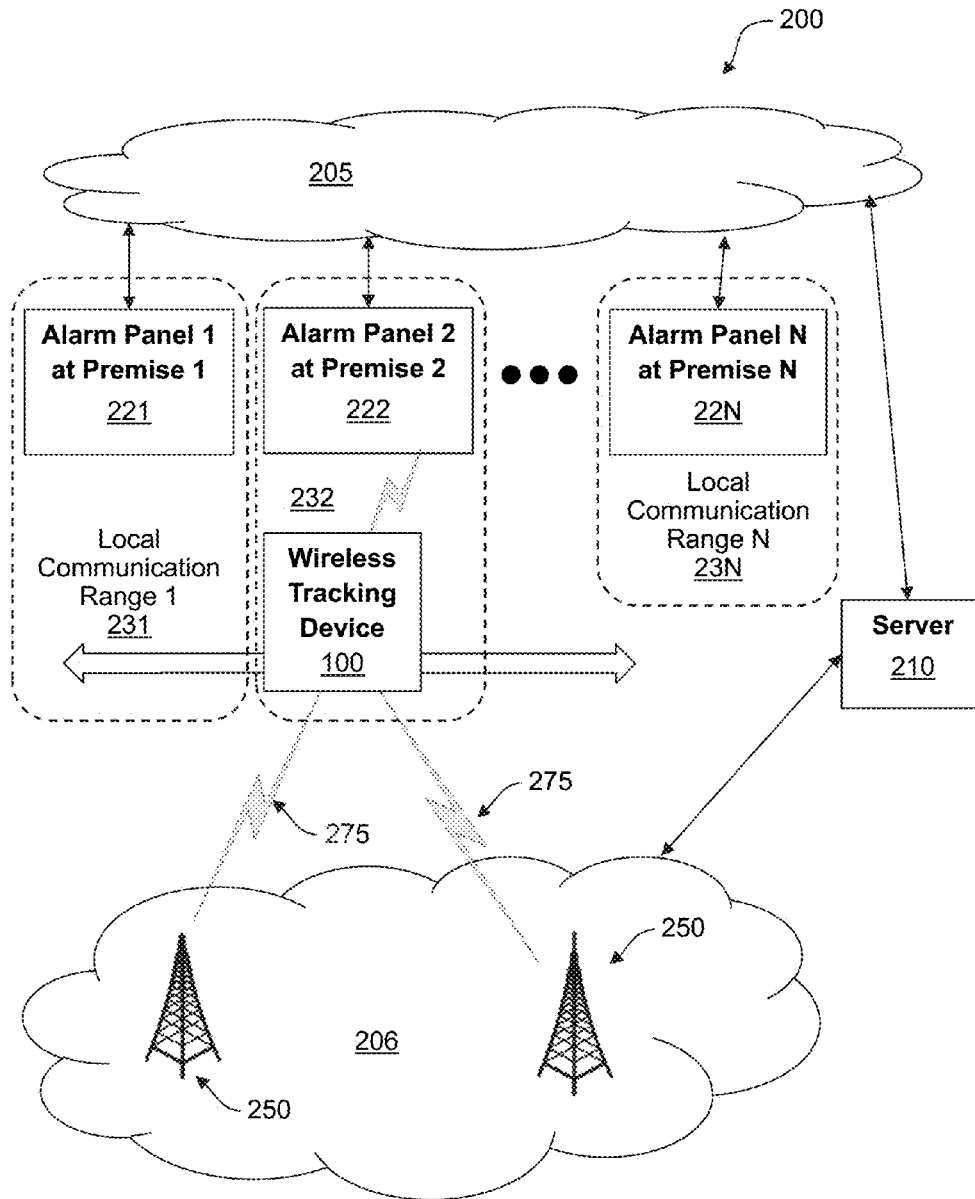 200
205
Alarm Panel 1
at Premise 1
221
Alarm Panel 2
at Premise 2
222
Alarm Panel N
at Premise N
22N
232
Local
Communication
Range 1
231
Wireless
Tracking
Device
100
Local
Communication
Range N
23N
Server
210
275
275
250
206
250